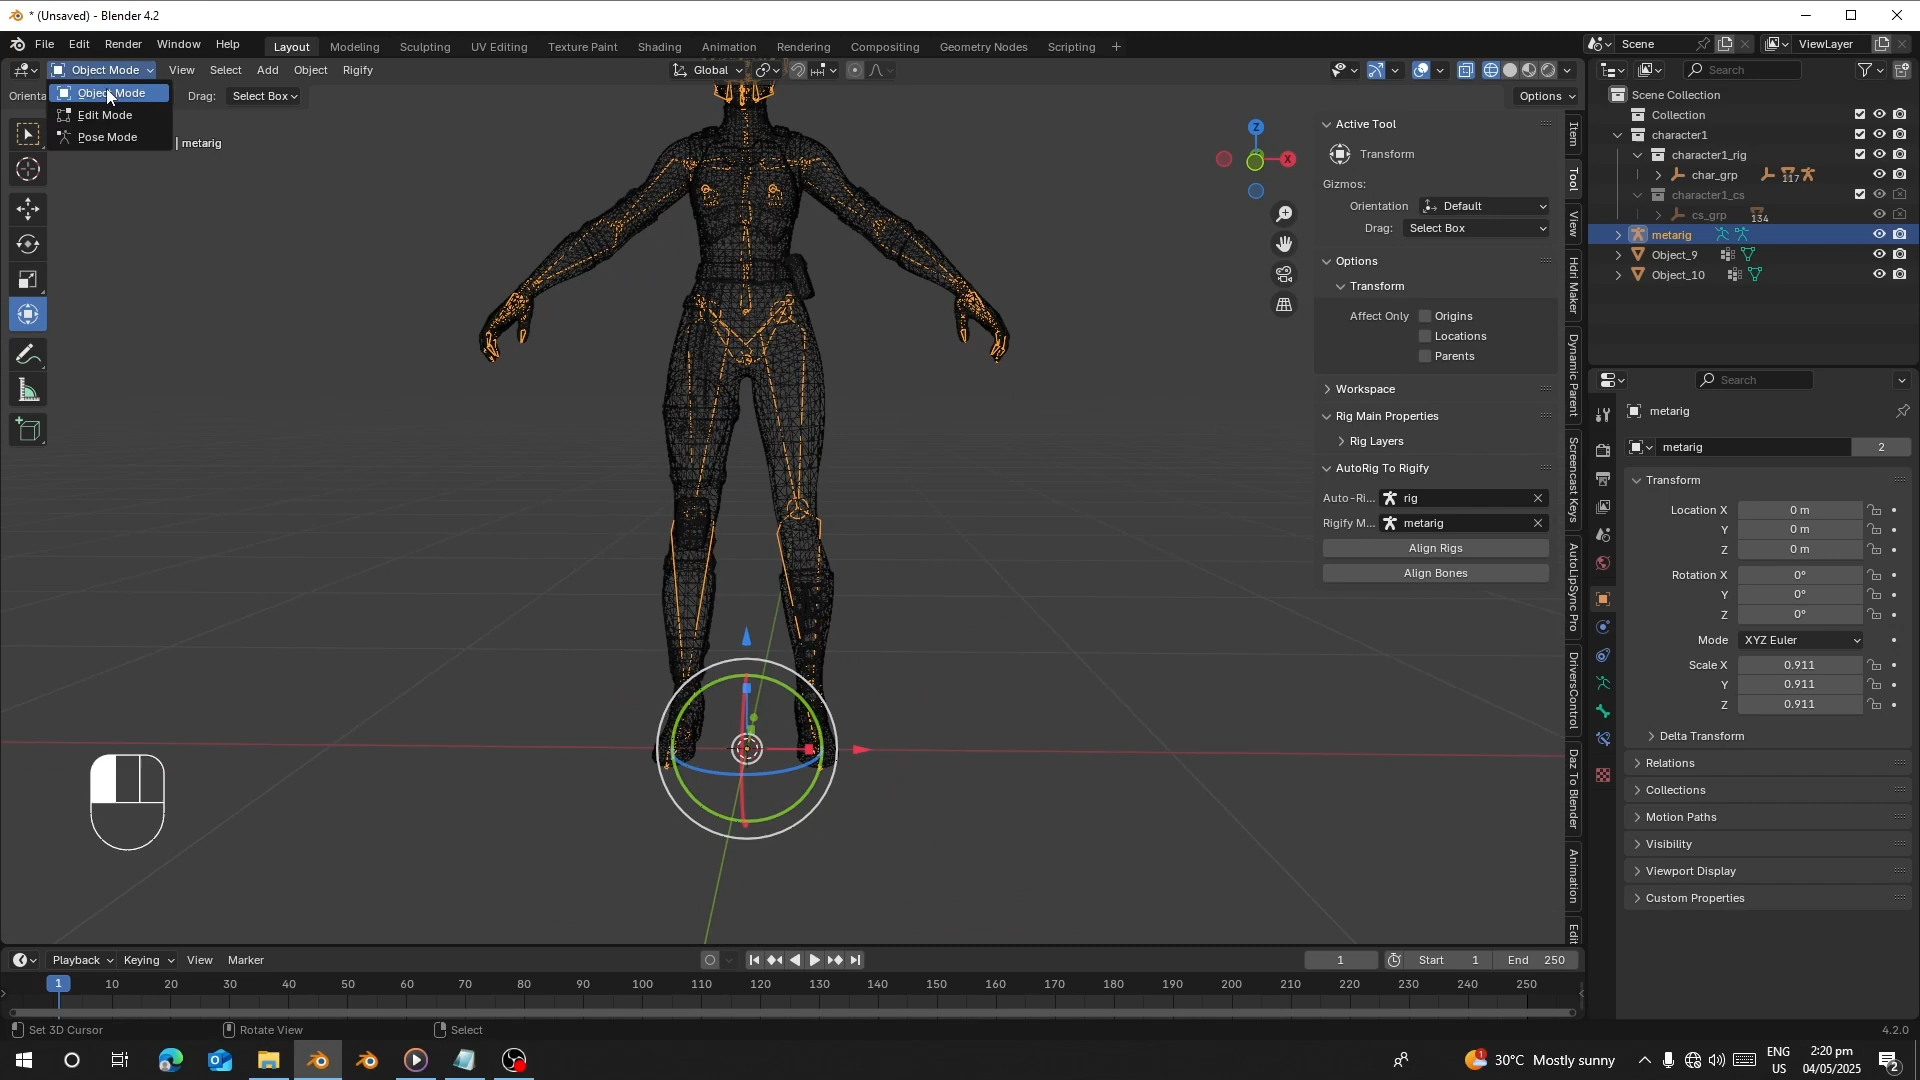 * (Unsaved) - Blender 4.2
File Edit Render Window Help Layout Modeling Sculpting UV Editing Texture Paint Shading Animation Rendering Compositing Geometry Nodes Scripting + Scene ViewLayer
Object Mode View Select Add Object Rigify Global Search
Drag: Select Box Options
Object Mode
Edit Mode
Pose Mode
| metarig
Scene Collection
Collection
character1
character1_rig
char_grp 117
character1_cs
cs_grp 134
metarig
Object_9
Object_10
Z
X
Item
Tool
View
Hdri Maker
Dynamic Parent
Screencast Keys
AutoLipSync Pro
DriversControl
Daz To Blender
Animation
Edit
Active Tool
Transform
Gizmos:
Orientation Default
Drag: Select Box
Options
Transform
Affect Only Origins
Locations
Parents
Workspace
Rig Main Properties
Rig Layers
AutoRig To Rigify
Auto-Ri... rig
Rigify M... metarig
Align Rigs
Align Bones
Search
metarig
metarig 2
Transform
Location X 0 m
Y 0 m
Z 0 m
Rotation X 0°
Y 0°
Z 0°
Mode XYZ Euler
Scale X 0.911
Y 0.911
Z 0.911
Delta Transform
Relations
Collections
Motion Paths
Visibility
Viewport Display
Custom Properties
Playback Keying View Marker 1 Start 1 End 250
1 10 20 30 40 50 60 70 80 90 100 110 120 130 140 150 160 170 180 190 200 210 220 230 240 250
Set 3D Cursor Rotate View Select 4.2.0
30°C Mostly sunny
ENG
US
2:20 pm
04/05/2025
2